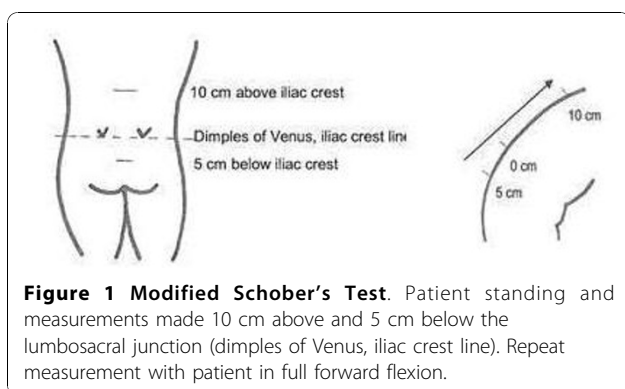 10 cm above iliac crest
Dimples of Venus, iliac crest line
5 cm below iliac crest
10 cm
0 cm
5 cm
Figure 1 Modified Schober's Test. Patient standing and
measurements made 10 cm above and 5 cm below the
lumbosacral junction (dimples of Venus, iliac crest line). Repeat
measurement with patient in full forward flexion.